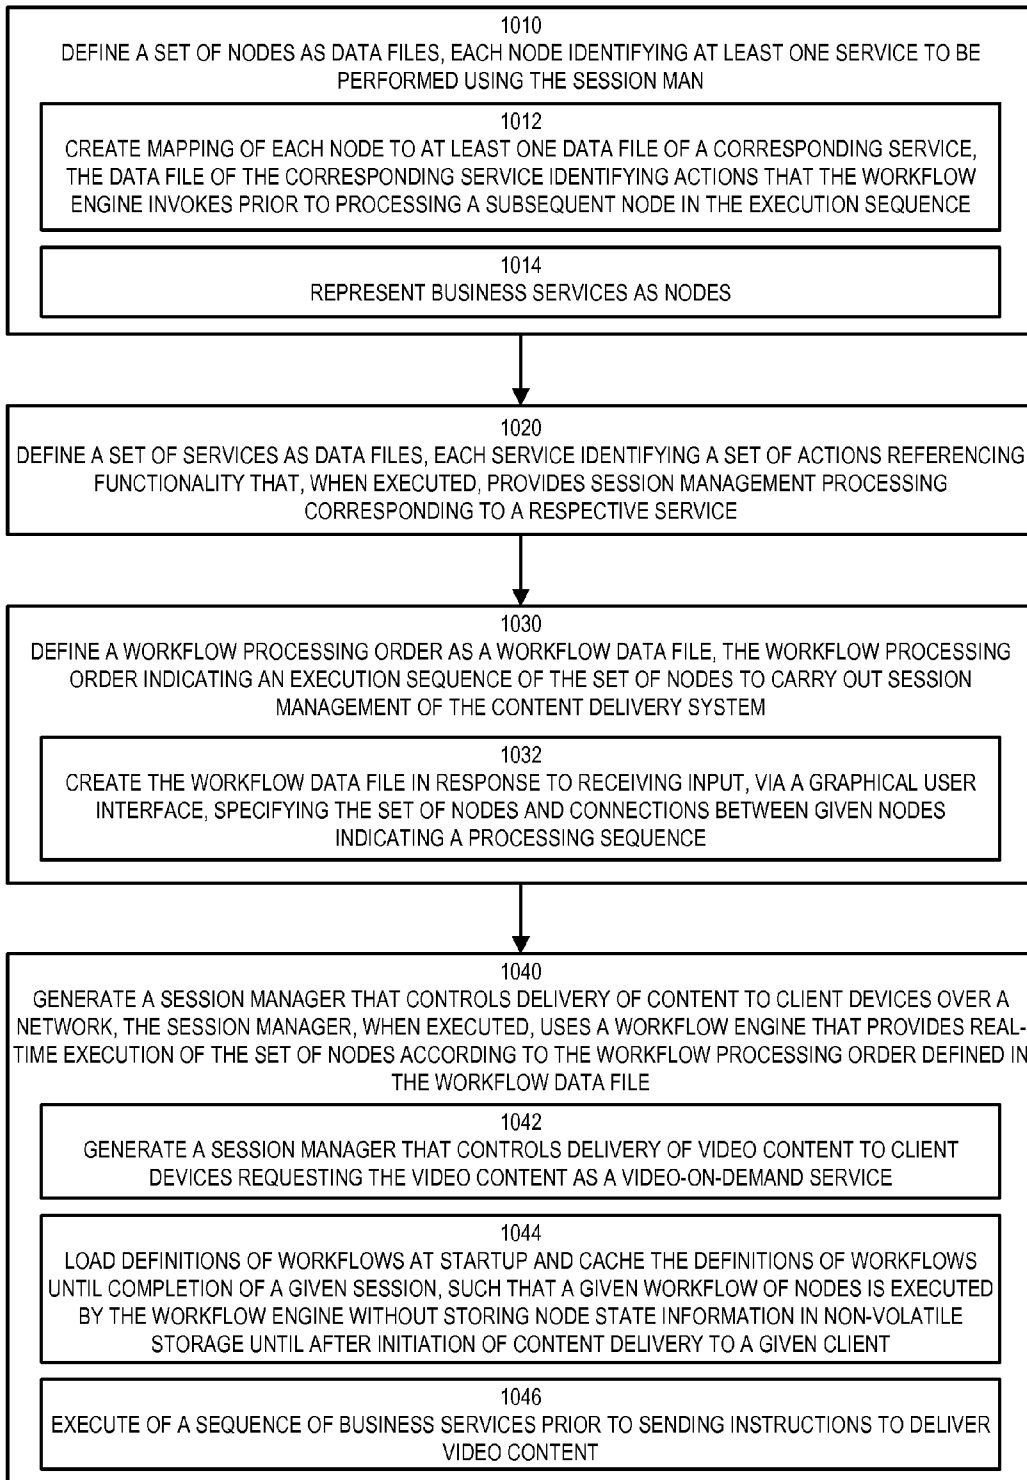 1010
DEFINE A SET OF NODES AS DATA FILES, EACH NODE IDENTIFYING AT LEAST ONE SERVICE TO BE
PERFORMED USING THE SESSION MAN
1012
CREATE MAPPING OF EACH NODE TO AT LEAST ONE DATA FILE OF A CORRESPONDING SERVICE,
THE DATA FILE OF THE CORRESPONDING SERVICE IDENTIFYING ACTIONS THAT THE WORKFLOW
ENGINE INVOKES PRIOR TO PROCESSING A SUBSEQUENT NODE IN THE EXECUTION SEQUENCE
1014
REPRESENT BUSINESS SERVICES AS NODES
1020
DEFINE A SET OF SERVICES AS DATA FILES, EACH SERVICE IDENTIFYING A SET OF ACTIONS REFERENCING
FUNCTIONALITY THAT, WHEN EXECUTED, PROVIDES SESSION MANAGEMENT PROCESSING
CORRESPONDING TO A RESPECTIVE SERVICE
1030
DEFINE A WORKFLOW PROCESSING ORDER AS A WORKFLOW DATA FILE, THE WORKFLOW PROCESSING
ORDER INDICATING AN EXECUTION SEQUENCE OF THE SET OF NODES TO CARRY OUT SESSION
MANAGEMENT OF THE CONTENT DELIVERY SYSTEM
1032
CREATE THE WORKFLOW DATA FILE IN RESPONSE TO RECEIVING INPUT, VIA A GRAPHICAL USER
INTERFACE, SPECIFYING THE SET OF NODES AND CONNECTIONS BETWEEN GIVEN NODES
INDICATING A PROCESSING SEQUENCE
1040
GENERATE A SESSION MANAGER THAT CONTROLS DELIVERY OF CONTENT TO CLIENT DEVICES OVER A
NETWORK, THE SESSION MANAGER, WHEN EXECUTED, USES A WORKFLOW ENGINE THAT PROVIDES REAL-
TIME EXECUTION OF THE SET OF NODES ACCORDING TO THE WORKFLOW PROCESSING ORDER DEFINED IN
THE WORKFLOW DATA FILE
1042
GENERATE A SESSION MANAGER THAT CONTROLS DELIVERY OF VIDEO CONTENT TO CLIENT
DEVICES REQUESTING THE VIDEO CONTENT AS A VIDEO-ON-DEMAND SERVICE
1044
LOAD DEFINITIONS OF WORKFLOWS AT STARTUP AND CACHE THE DEFINITIONS OF WORKFLOWS
UNTIL COMPLETION OF A GIVEN SESSION, SUCH THAT A GIVEN WORKFLOW OF NODES IS EXECUTED
BY THE WORKFLOW ENGINE WITHOUT STORING NODE STATE INFORMATION IN NON-VOLATILE
STORAGE UNTIL AFTER INITIATION OF CONTENT DELIVERY TO A GIVEN CLIENT
1046
EXECUTE OF A SEQUENCE OF BUSINESS SERVICES PRIOR TO SENDING INSTRUCTIONS TO DELIVER
VIDEO CONTENT